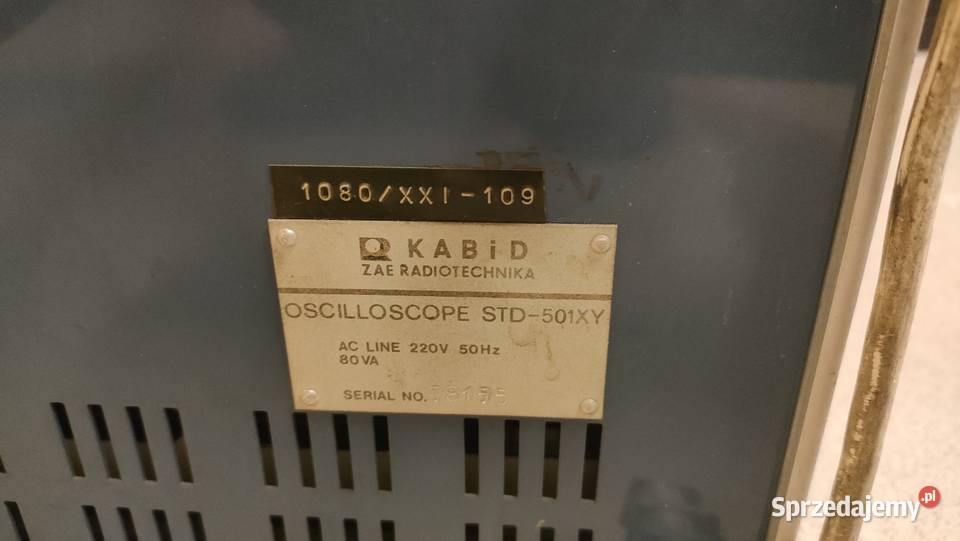 1080/XXI-109
KABiD
ZAE RADIOTECHNIKA
OSCILLOSCOPE STD-501XY
AC LINE 220V 50Hz
80VA
SERIAL NO.
Sprzedajemy.pl